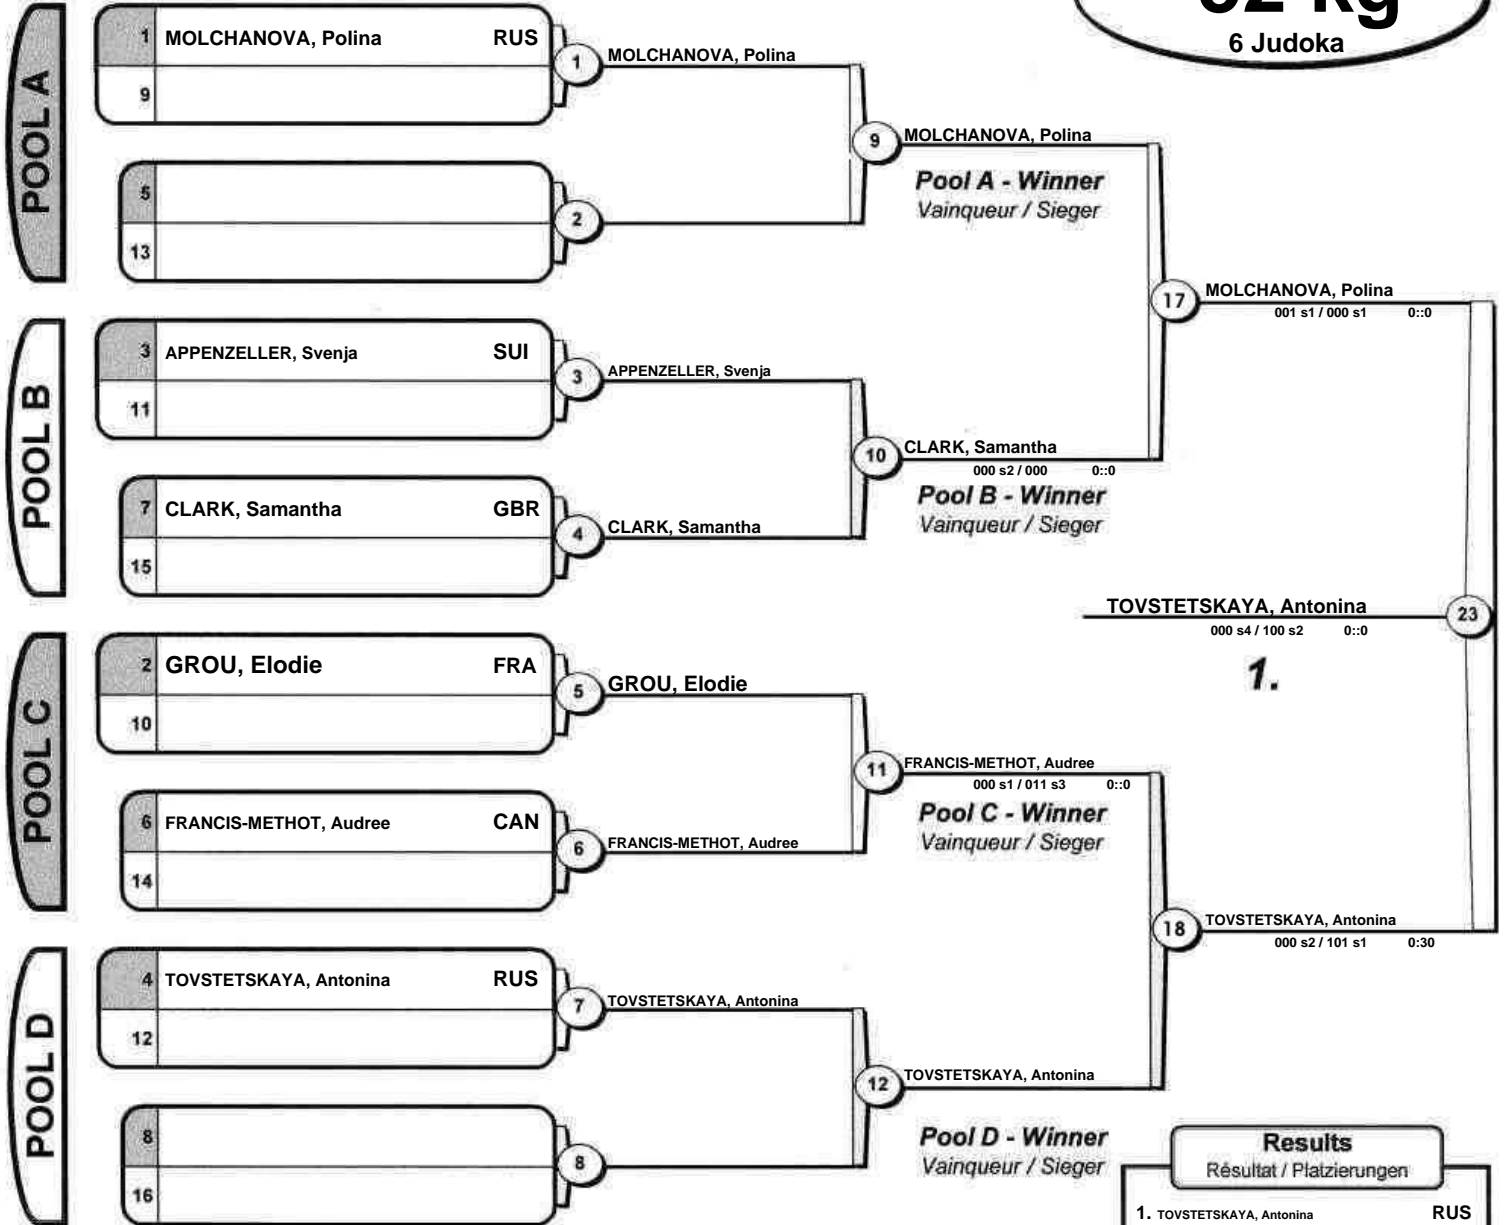 6 Judoka
POOL A
1 MOLCHANOVA, Polina RUS
9
1 MOLCHANOVA, Polina
5
13
2
9 MOLCHANOVA, Polina
Pool A - Winner
Vainqueur / Sieger
17 MOLCHANOVA, Polina
001 s1 / 000 s1 0::0
POOL B
3 APPENZELLER, Svenja SUI
11
3 APPENZELLER, Svenja
7 CLARK, Samantha GBR
15
4 CLARK, Samantha
10 CLARK, Samantha
000 s2 / 000 0::0
Pool B - Winner
Vainqueur / Sieger
TOVSTETSKAYA, Antonina 23
000 s4 / 100 s2 0::0
1.
POOL C
2 GROU, Elodie FRA
10
5 GROU, Elodie
6 FRANCIS-METHOT, Audree CAN
14
6 FRANCIS-METHOT, Audree
11 FRANCIS-METHOT, Audree
000 s1 / 011 s3 0::0
Pool C - Winner
Vainqueur / Sieger
18 TOVSTETSKAYA, Antonina
000 s2 / 101 s1 0:30
POOL D
4 TOVSTETSKAYA, Antonina RUS
12
7 TOVSTETSKAYA, Antonina
8
16
8
12 TOVSTETSKAYA, Antonina
Pool D - Winner
Vainqueur / Sieger
Results
Résultat / Platzierungen
1. TOVSTETSKAYA, Antonina RUS